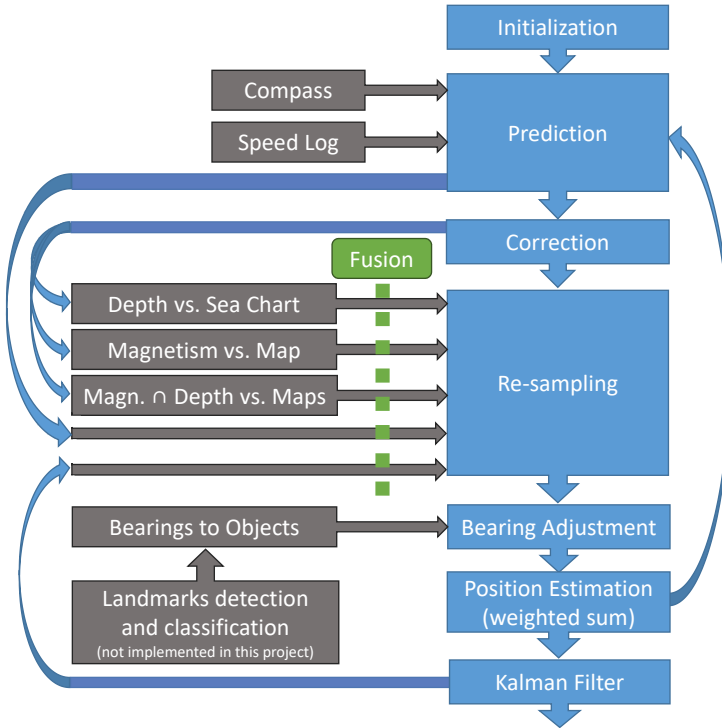 Initialization
Compass
Speed Log
Prediction
Correction
Fusion
Depth vs. Sea Chart
Magnetism vs. Map
Magn. ∩ Depth vs. Maps
Re-sampling
Bearings to Objects
Bearing Adjustment
Landmarks detection
and classification
(not implemented in this project)
Position Estimation
(weighted sum)
Kalman Filter